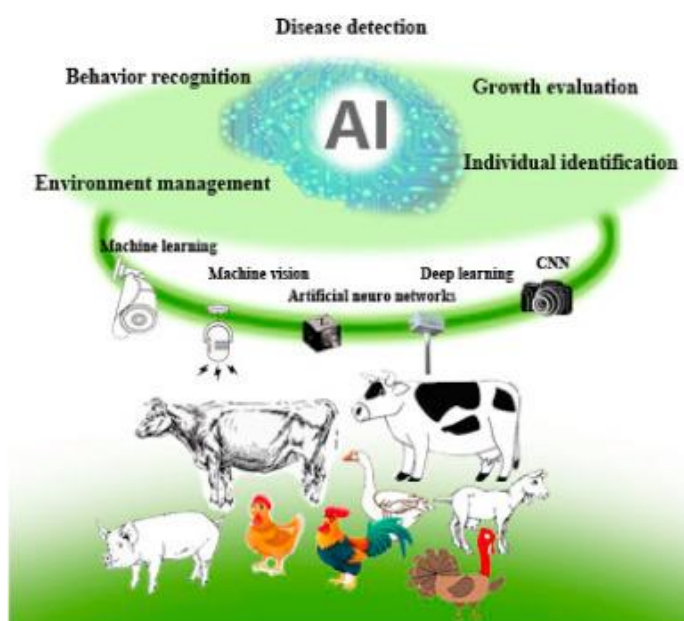 Disease detection
Behavior recognition
Growth evaluation
AI
Individual identification
Environment management
Machine learning
Machine vision
Deep learning
CNN
Artificial neuro networks